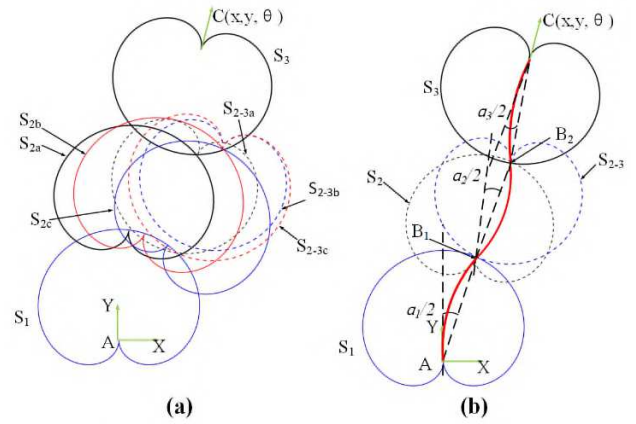 C(x,y, θ)
S3
S2b
S2a
S2-3a
S2c
S2-3b
S2-3c
S1
Y
A
X
(a)
C(x,y, θ)
S3
a3/2
B2
S2
a2/2
S2-3
B1
a1/2
Y
S1
A
X
(b)